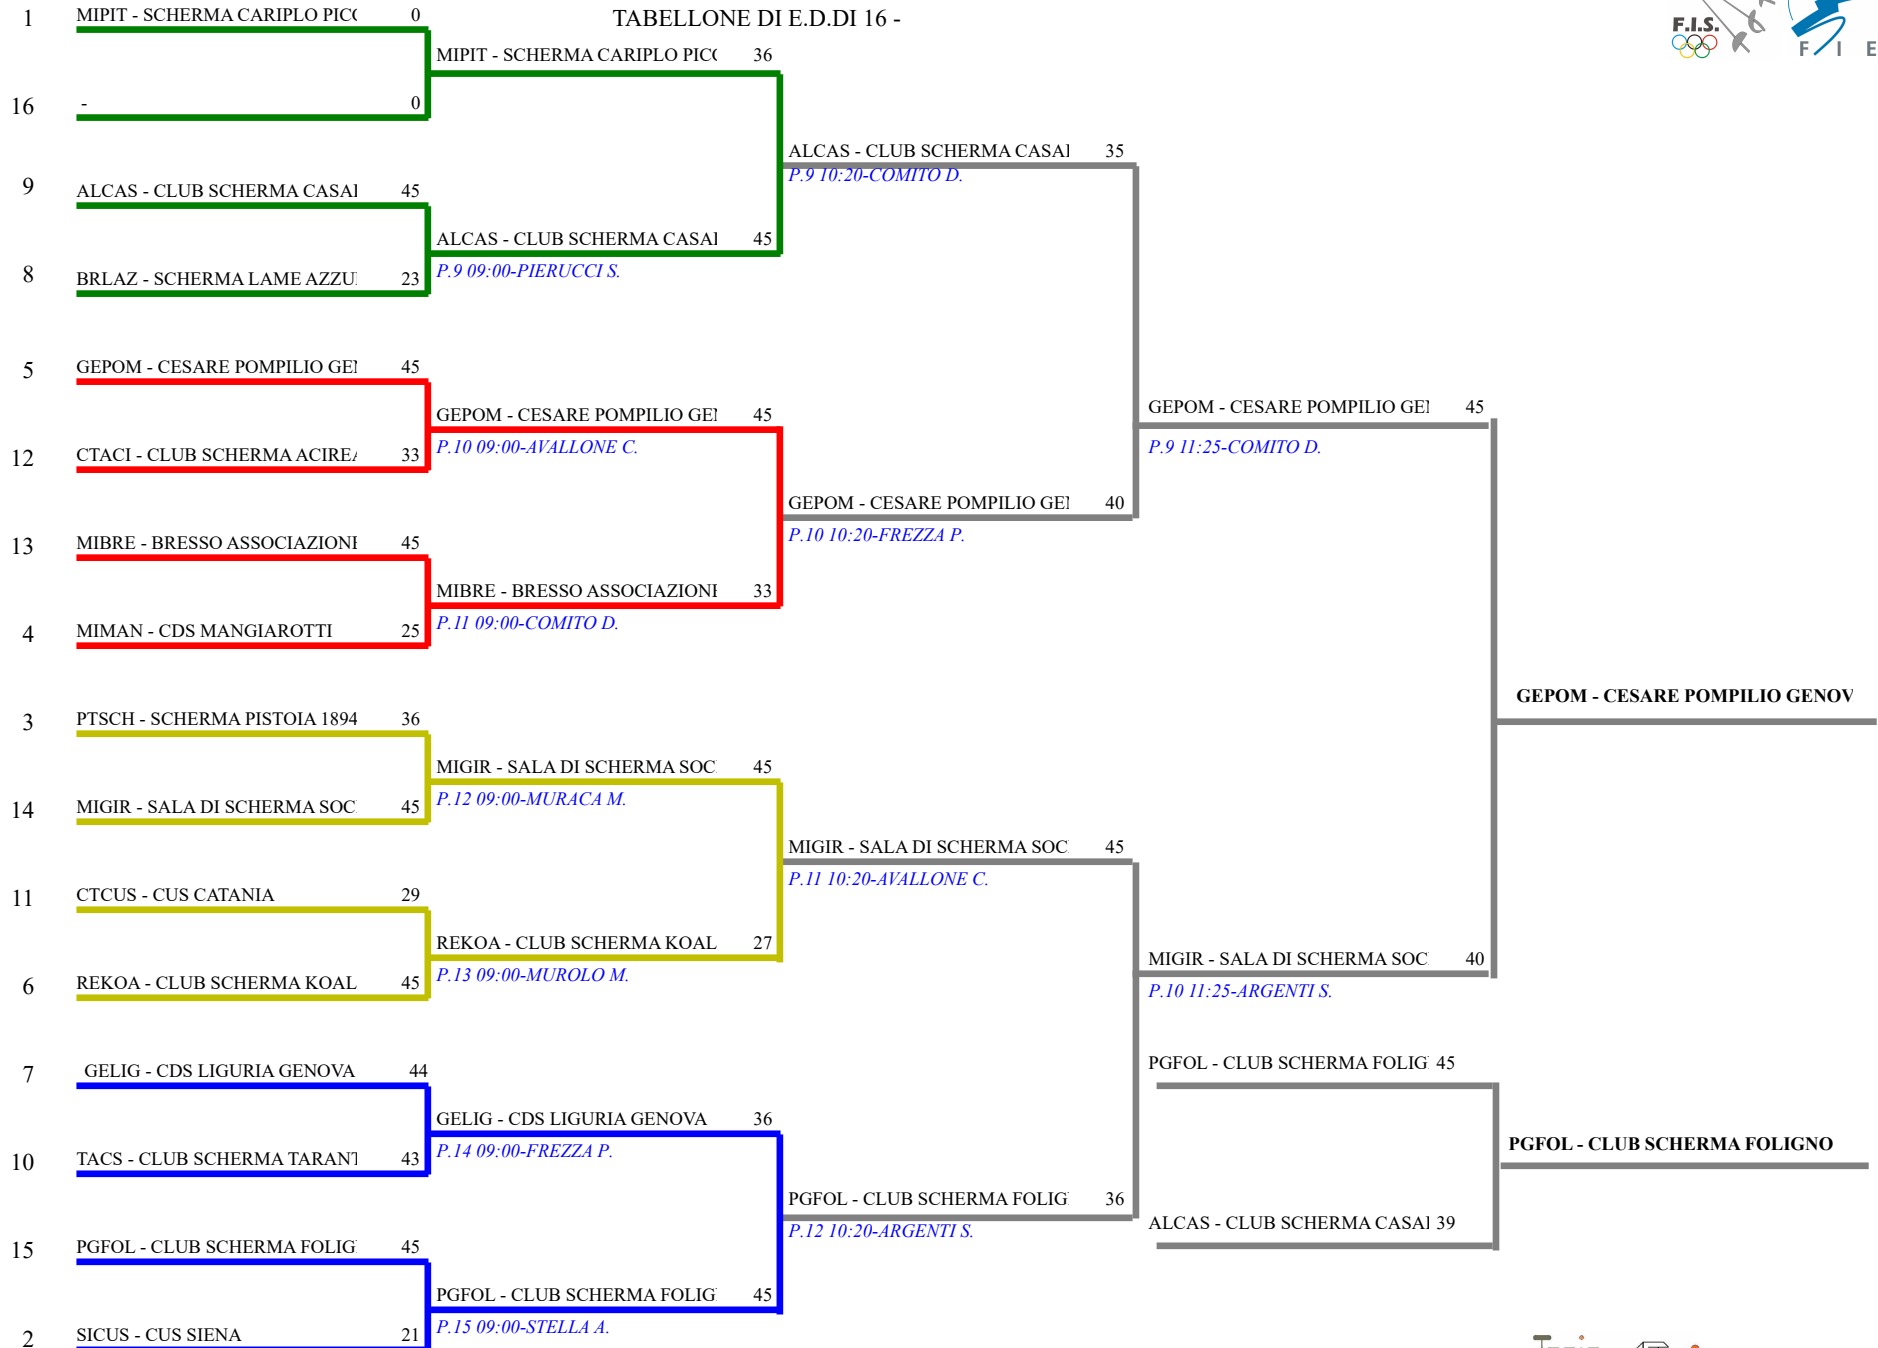 TABELLONE DI E.D.DI 16 -
F.I.S.
F I E
1 MIPIT - SCHERMA CARIPLO PIC 0
MIPIT - SCHERMA CARIPLO PIC 36
16 - 0
ALCAS - CLUB SCHERMA CASA 35
P.9 10:20-COMITO D.
9 ALCAS - CLUB SCHERMA CASA 45
ALCAS - CLUB SCHERMA CASA 45
P.9 09:00-PIERUCCI S.
8 BRLAZ - SCHERMA LAME AZZU 23
5 GEPOM - CESARE POMPILIO GE 45
GEPOM - CESARE POMPILIO GE 45
P.10 09:00-AVALLONE C.
GEPOM - CESARE POMPILIO GE 45
P.9 11:25-COMITO D.
12 CTACI - CLUB SCHERMA ACIRE 33
GEPOM - CESARE POMPILIO GE 40
P.10 10:20-FREZZA P.
13 MIBRE - BRESSO ASSOCIAZION 45
MIBRE - BRESSO ASSOCIAZION 33
P.11 09:00-COMITO D.
4 MIMAN - CDS MANGIAROTTI 25
GEPOM - CESARE POMPILIO GENOV
3 PTSCH - SCHERMA PISTOIA 1894 36
MIGIR - SALA DI SCHERMA SOC 45
P.12 09:00-MURACA M.
14 MIGIR - SALA DI SCHERMA SOC 45
MIGIR - SALA DI SCHERMA SOC 45
P.11 10:20-AVALLONE C.
11 CTCUS - CUS CATANIA 29
REKOA - CLUB SCHERMA KOAL 27
P.13 09:00-MUROLO M.
MIGIR - SALA DI SCHERMA SOC 40
P.10 11:25-ARGENTI S.
6 REKOA - CLUB SCHERMA KOAL 45
PGFOL - CLUB SCHERMA FOLIG 45
7 GELIG - CDS LIGURIA GENOVA 44
GELIG - CDS LIGURIA GENOVA 36
P.14 09:00-FREZZA P.
PGFOL - CLUB SCHERMA FOLIGNO
10 TACS - CLUB SCHERMA TARANT 43
PGFOL - CLUB SCHERMA FOLIG 36
P.12 10:20-ARGENTI S.
ALCAS - CLUB SCHERMA CASA 39
15 PGFOL - CLUB SCHERMA FOLIG 45
PGFOL - CLUB SCHERMA FOLIG 45
P.15 09:00-STELLA A.
2 SICUS - CUS SIENA 21